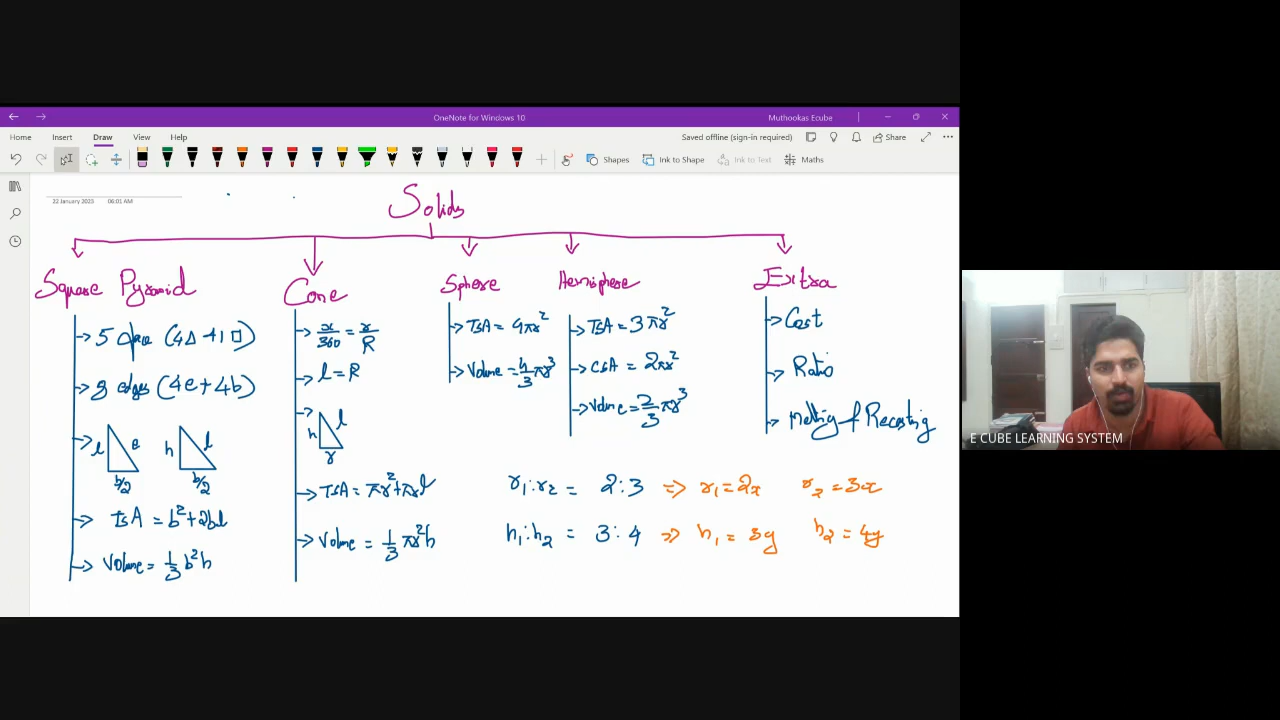 OneNote for Windows 10
Muthookas Ecube
Home Insert Draw View Help
Saved offline (sign-in required)
Share
Shapes
Ink to Shape
Ink to Text
Maths
22 January 2023 06:01 AM
Solids
Square Pyramid
→ 5 (4Δ + 1□)
→ 8 edges (4e + 4b)
→ l e b/2 h l b/2
→ TSA = b² + 2bl
→ Volume = 1/3 b²h
Cone
→ x/360 = r/R
→ l = R
→ h l r
→ TSA = πr² + πrl
→ Volume = 1/3 πr²h
Sphere
→ TSA = 4πr²
→ Volume = 4/3 πr³
Hemisphere
→ TSA = 3πr²
→ CSA = 2πr²
→ Volume = 2/3 πr³
Extra
→ Cost
→ Ratio
→ Melting & Recasting
r₁:r₂ = 2:3 ⇒ r₁ = 2x r₂ = 3x
h₁:h₂ = 3:4 ⇒ h₁ = 3y h₂ = 4y
E CUBE LEARNING SYSTEM